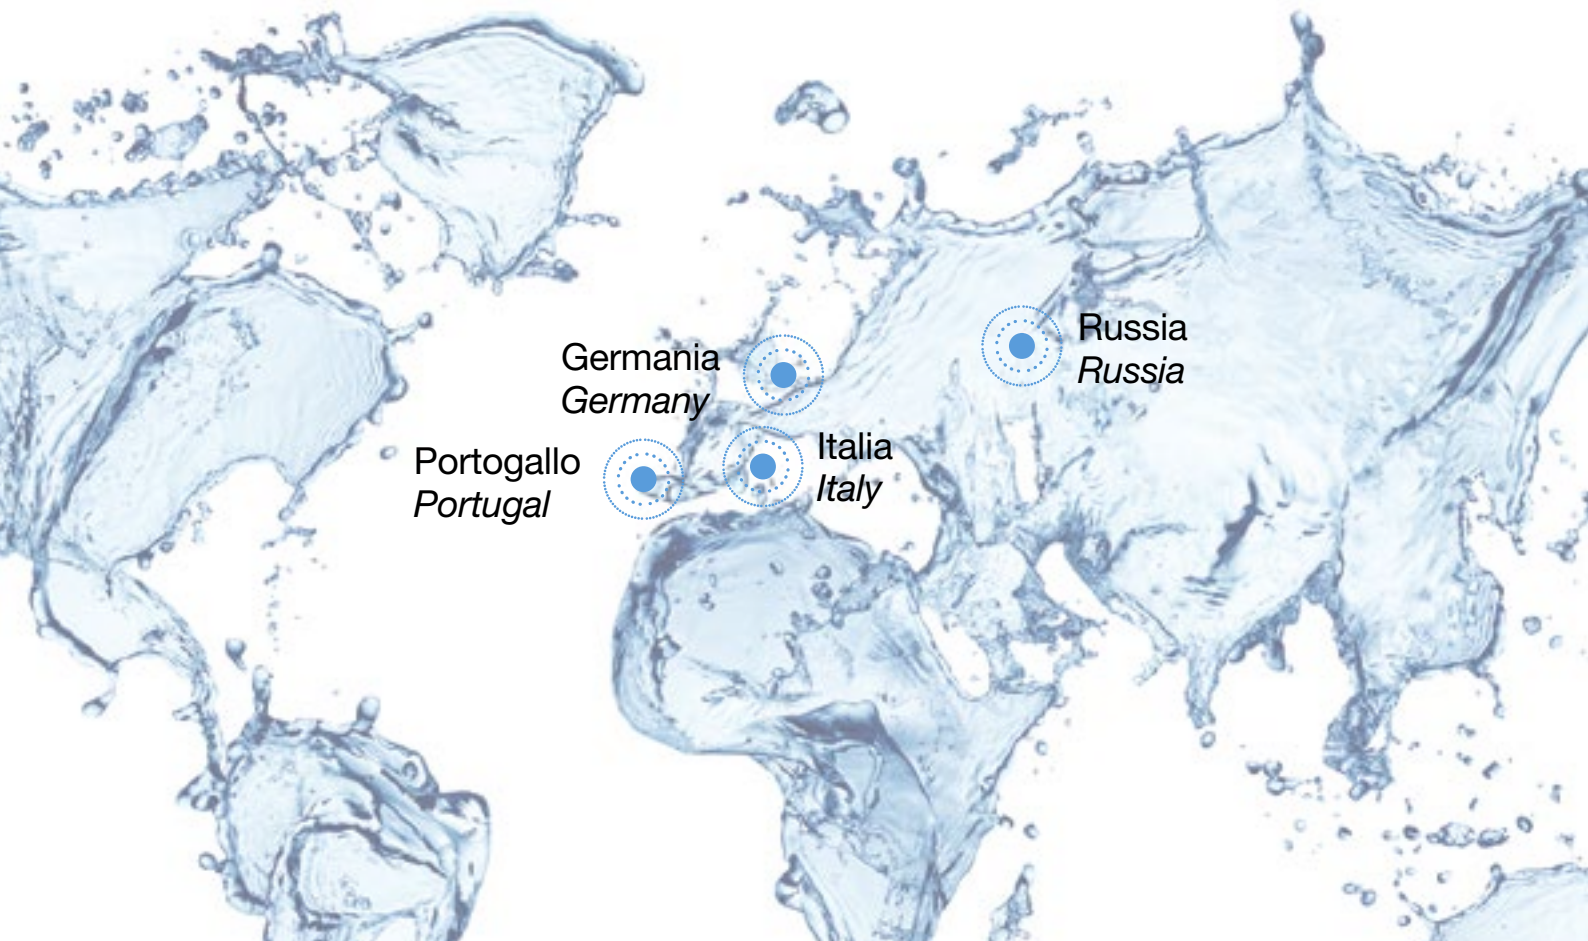 Russia
Russia
Germania
Germany
Italia
Italy
Portogallo
Portugal